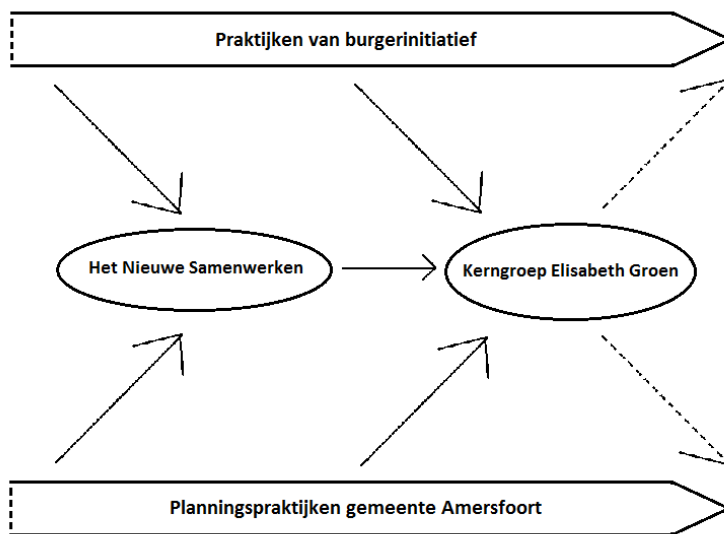 Praktijken van burgerinitiatief
Het Nieuwe Samenwerken
Kerngroep Elisabeth Groen
Planningspraktijken gemeente Amersfoort